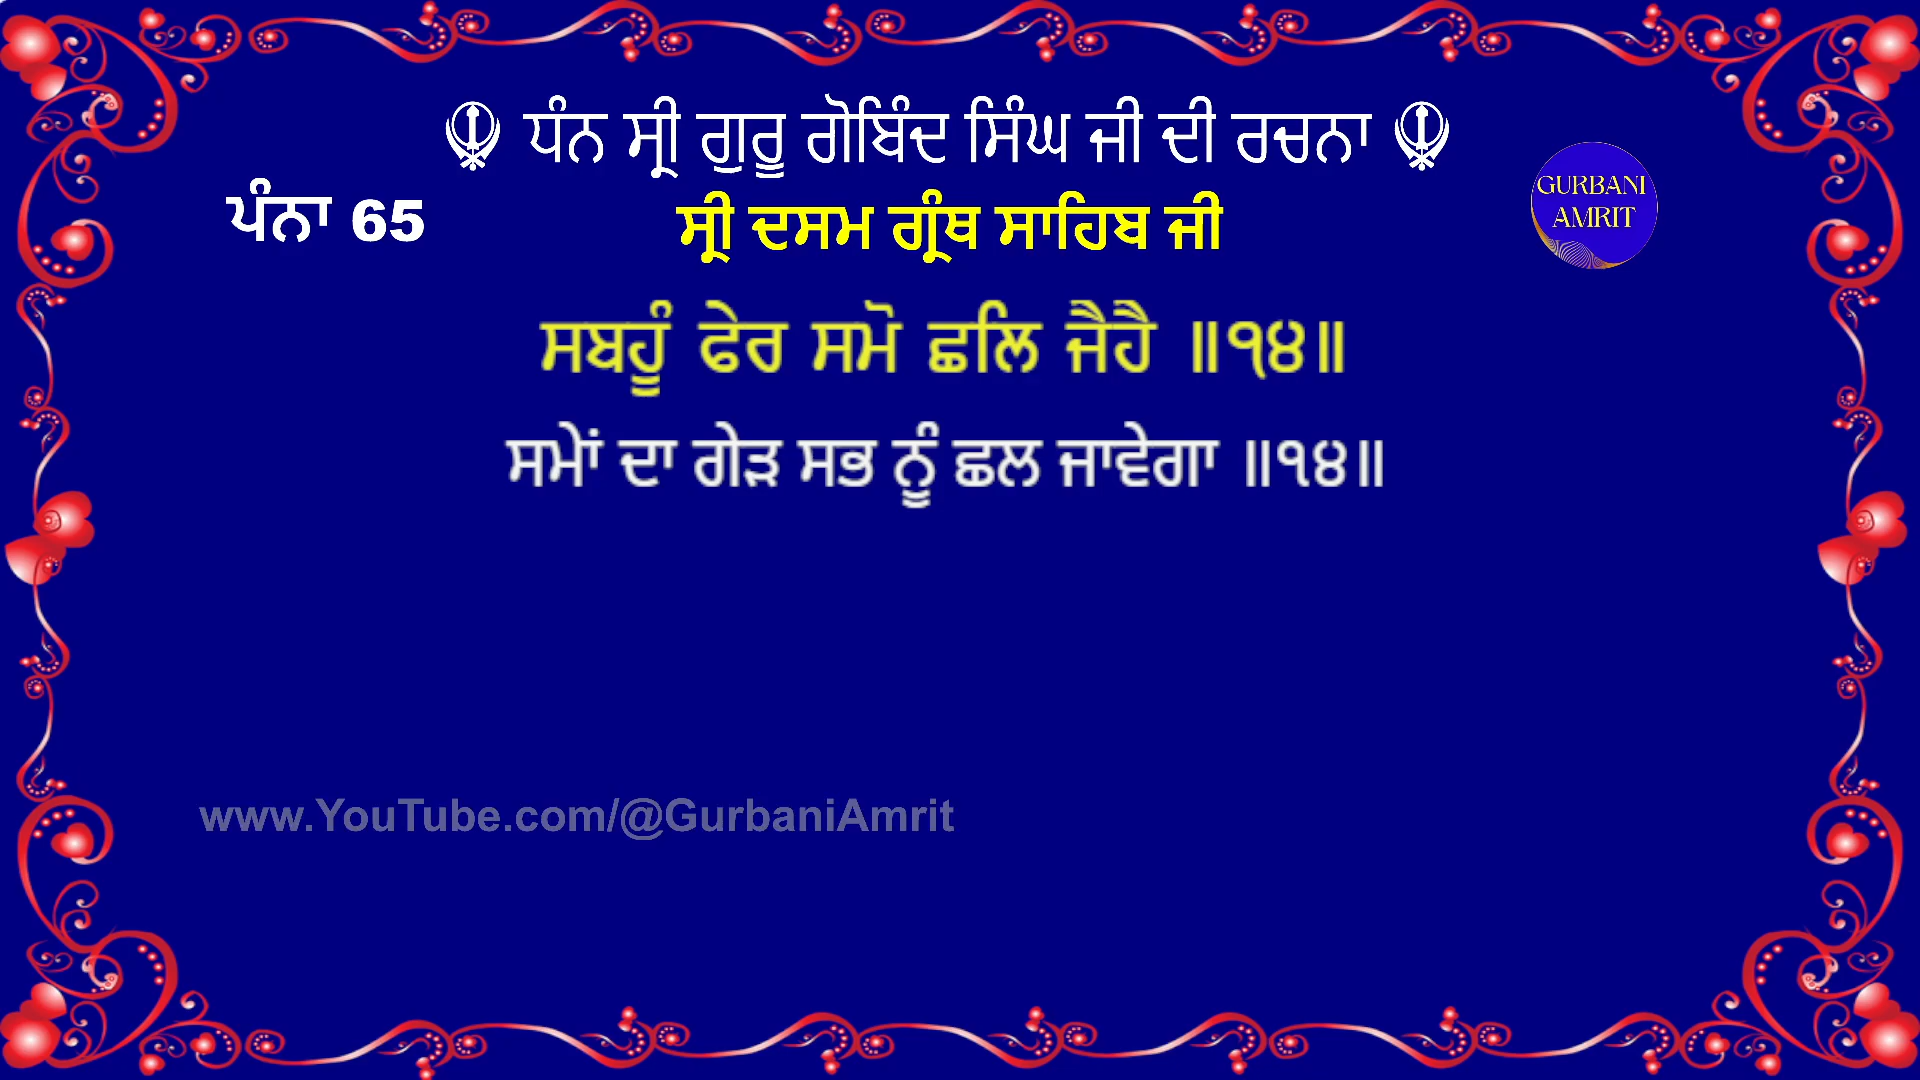 ☬ ਧੰਨ ਸ੍ਰੀ ਗੁਰੂ ਗੋਬਿੰਦ ਸਿੰਘ ਜੀ ਦੀ ਰਚਨਾ ☬
ਪੰਨਾ 65
ਸ੍ਰੀ ਦਸਮ ਗ੍ਰੰਥ ਸਾਹਿਬ ਜੀ
GURBANI
AMRIT
ਸਬਹੂੰ ਫੇਰ ਸਮੋ ਛਲਿ ਜੈਹੈ ॥੧੪॥
ਸਮੇਂ ਦਾ ਗੇੜ ਸਭ ਨੂੰ ਛਲ ਜਾਵੇਗਾ ॥੧੪॥
www.YouTube.com/@GurbaniAmrit